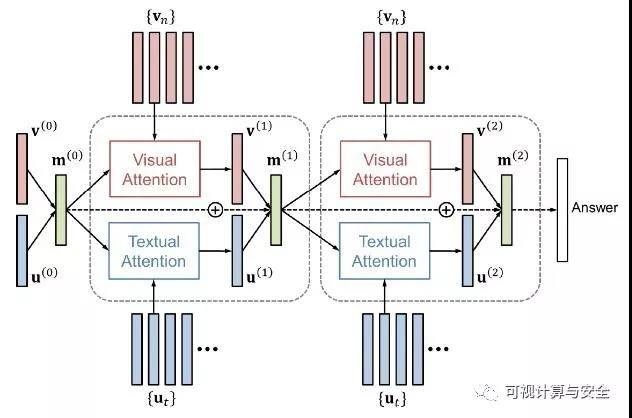 {𝐯ₙ}
{𝐯ₙ}
𝐯⁽⁰⁾
𝐦⁽⁰⁾
𝐮⁽⁰⁾
Visual
Attention
Textual
Attention
𝐯⁽¹⁾
𝐦⁽¹⁾
𝐮⁽¹⁾
Visual
Attention
Textual
Attention
𝐯⁽²⁾
𝐦⁽²⁾
𝐮⁽²⁾
Answer
{𝐮ₜ}
{𝐮ₜ}
可视计算与安全